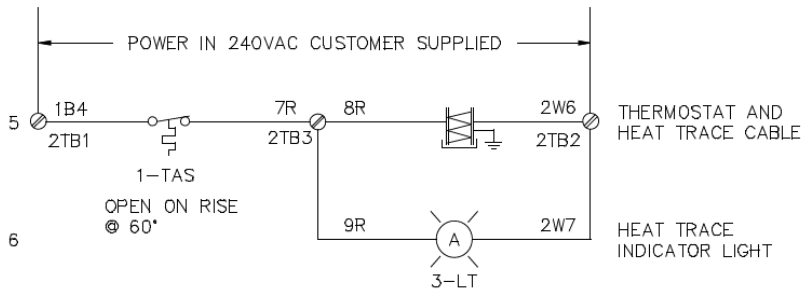 POWER IN 240VAC CUSTOMER SUPPLIED
5 1B4 7R 8R 2W6 THERMOSTAT AND
2TB1 2TB3 2TB2 HEAT TRACE CABLE
1-TAS
OPEN ON RISE
@ 60°
6 9R A 2W7 HEAT TRACE
INDICATOR LIGHT
3-LT